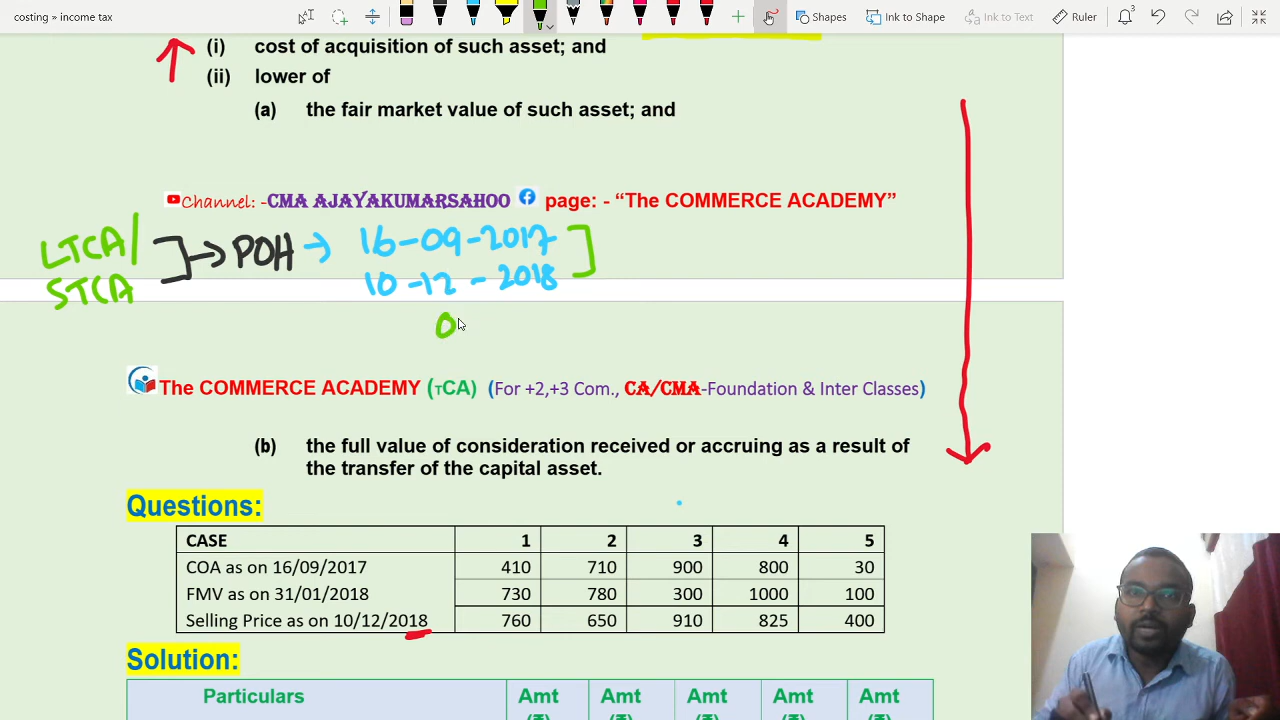 costing » income tax
Shapes
Ink to Shape
Ink to Text
Ruler
(i) cost of acquisition of such asset; and
(ii) lower of
(a) the fair market value of such asset; and
Channel: -CMA AJAYAKUMARSAHOO page: - “The COMMERCE ACADEMY”
LTCA/
STCA
POH
16-09-2017
10-12-2018
0
The COMMERCE ACADEMY (TCA) (For +2,+3 Com., CA/CMA-Foundation & Inter Classes)
(b) the full value of consideration received or accruing as a result of
the transfer of the capital asset.
Questions:
CASE 1 2 3 4 5
COA as on 16/09/2017 410 710 900 800 30
FMV as on 31/01/2018 730 780 300 1000 100
Selling Price as on 10/12/2018 760 650 910 825 400
Solution:
Particulars Amt Amt Amt Amt Amt
(₹) (₹) (₹) (₹) (₹)